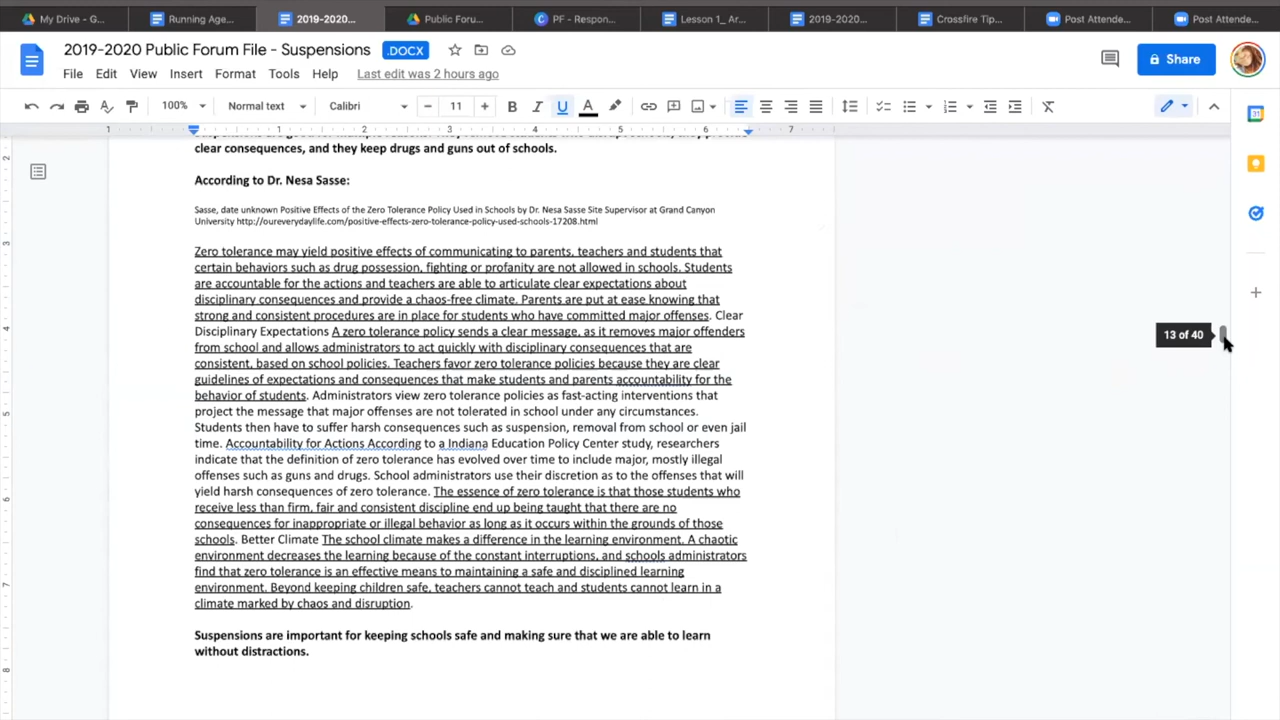 My Drive - G...
Running Age...
2019-2020...
Public Foru...
PF - Respon...
Lesson 1_ Ar...
2019-2020...
Crossfire Tip...
Post Attende...
Post Attende...
2019-2020 Public Forum File - Suspensions .DOCX
Share
File Edit View Insert Format Tools Help Last edit was 2 hours ago
100% Normal text Calibri 11 B I U A
1 1 2 3 4 5 6 7
clear consequences, and they keep drugs and guns out of schools.
According to Dr. Nesa Sasse:
Sasse, date unknown Positive Effects of the Zero Tolerance Policy Used in Schools by Dr. Nesa Sasse Site Supervisor at Grand Canyon
University http://oureverydaylife.com/positive-effects-zero-tolerance-policy-used-schools-17208.html
Zero tolerance may yield positive effects of communicating to parents, teachers and students that
certain behaviors such as drug possession, fighting or profanity are not allowed in schools. Students
are accountable for the actions and teachers are able to articulate clear expectations about
disciplinary consequences and provide a chaos-free climate. Parents are put at ease knowing that
strong and consistent procedures are in place for students who have committed major offenses. Clear
Disciplinary Expectations A zero tolerance policy sends a clear message, as it removes major offenders
from school and allows administrators to act quickly with disciplinary consequences that are
consistent, based on school policies. Teachers favor zero tolerance policies because they are clear
guidelines of expectations and consequences that make students and parents accountability for the
behavior of students. Administrators view zero tolerance policies as fast-acting interventions that
project the message that major offenses are not tolerated in school under any circumstances.
Students then have to suffer harsh consequences such as suspension, removal from school or even jail
time. Accountability for Actions According to a Indiana Education Policy Center study, researchers
indicate that the definition of zero tolerance has evolved over time to include major, mostly illegal
offenses such as guns and drugs. School administrators use their discretion as to the offenses that will
yield harsh consequences of zero tolerance. The essence of zero tolerance is that those students who
receive less than firm, fair and consistent discipline end up being taught that there are no
consequences for inappropriate or illegal behavior as long as it occurs within the grounds of those
schools. Better Climate The school climate makes a difference in the learning environment. A chaotic
environment decreases the learning because of the constant interruptions, and schools administrators
find that zero tolerance is an effective means to maintaining a safe and disciplined learning
environment. Beyond keeping children safe, teachers cannot teach and students cannot learn in a
climate marked by chaos and disruption.
Suspensions are important for keeping schools safe and making sure that we are able to learn
without distractions.
13 of 40
2
3
4
5
6
7
8
31